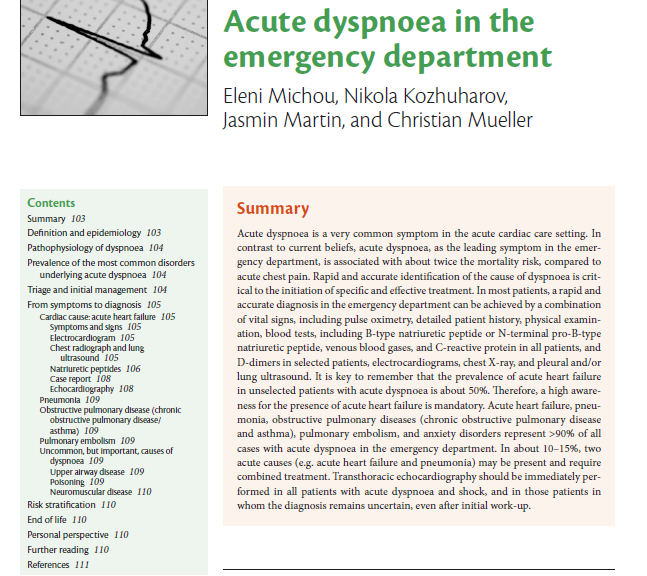 Acute dyspnoea in the
emergency department
Eleni Michou, Nikola Kozhuharov,
Jasmin Martin, and Christian Mueller
Contents
Summary 103
Definition and epidemiology 103
Pathophysiology of dyspnoea 104
Prevalence of the most common disorders
underlying acute dyspnoea 104
Triage and initial management 104
From symptoms to diagnosis 105
Cardiac cause: acute heart failure 105
Symptoms and signs 105
Electrocardiogram 105
Chest radiograph and lung
ultrasound 105
Natriuretic peptides 106
Case report 108
Echocardiography 108
Pneumonia 109
Obstructive pulmonary disease (chronic
obstructive pulmonary disease/
asthma) 109
Pulmonary embolism 109
Uncommon, but important, causes of
dyspnoea 109
Upper airway disease 109
Poisoning 109
Neuromuscular disease 110
Risk stratification 110
End of life 110
Personal perspective 110
Further reading 110
References 111
Summary
Acute dyspnoea is a very common symptom in the acute cardiac care setting. In
contrast to current beliefs, acute dyspnoea, as the leading symptom in the emer-
gency department, is associated with about twice the mortality risk, compared to
acute chest pain. Rapid and accurate identification of the cause of dyspnoea is crit-
ical to the initiation of specific and effective treatment. In most patients, a rapid and
accurate diagnosis in the emergency department can be achieved by a combination
of vital signs, including pulse oximetry, detailed patient history, physical examin-
ation, blood tests, including B-type natriuretic peptide or N-terminal pro-B-type
natriuretic peptide, venous blood gases, and C-reactive protein in all patients, and
D-dimers in selected patients, electrocardiograms, chest X-ray, and pleural and/or
lung ultrasound. It is key to remember that the prevalence of acute heart failure
in unselected patients with acute dyspnoea is about 50%. Therefore, a high aware-
ness for the presence of acute heart failure is mandatory. Acute heart failure, pneu-
monia, obstructive pulmonary diseases (chronic obstructive pulmonary disease
and asthma), pulmonary embolism, and anxiety disorders represent >90% of all
cases with acute dyspnoea in the emergency department. In about 10–15%, two
acute causes (e.g. acute heart failure and pneumonia) may be present and require
combined treatment. Transthoracic echocardiography should be immediately per-
formed in all patients with acute dyspnoea and shock, and in those patients in
whom the diagnosis remains uncertain, even after initial work-up.